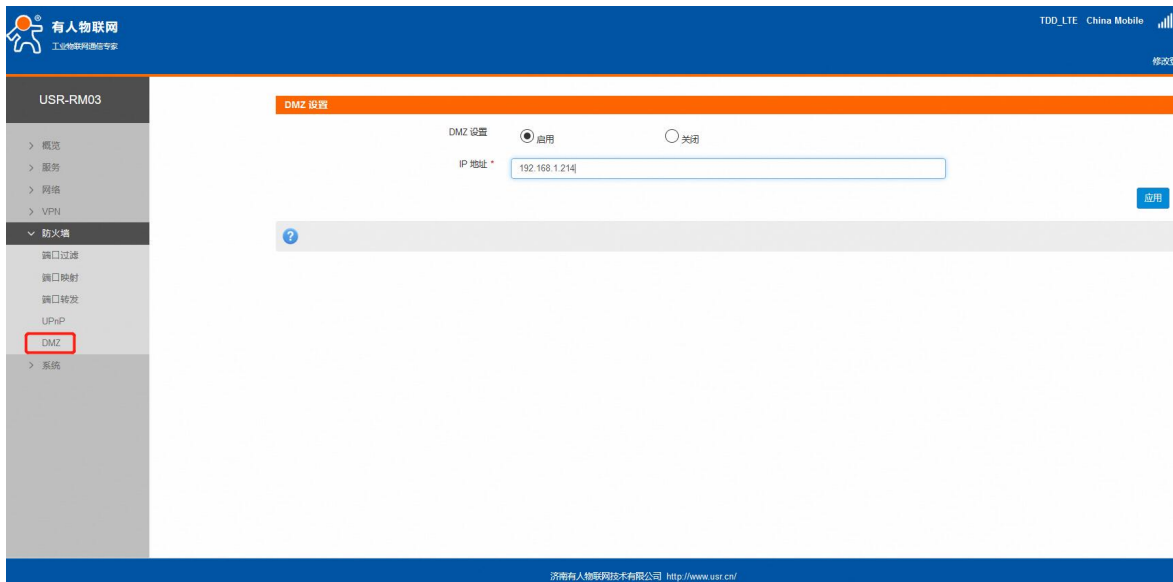 有人物联网
工业物联网通信专家
TDD_LTE China Mobile
USR-RM03
DMZ 设置
DMZ 设置
启用
关闭
IP 地址 *
192.168.1.214
应用
> 概览
> 服务
> 网络
> VPN
防火墙
端口过滤
端口映射
端口转发
UPnP
DMZ
> 系统
?
济南有人物联网技术有限公司 http://www.usr.cn/